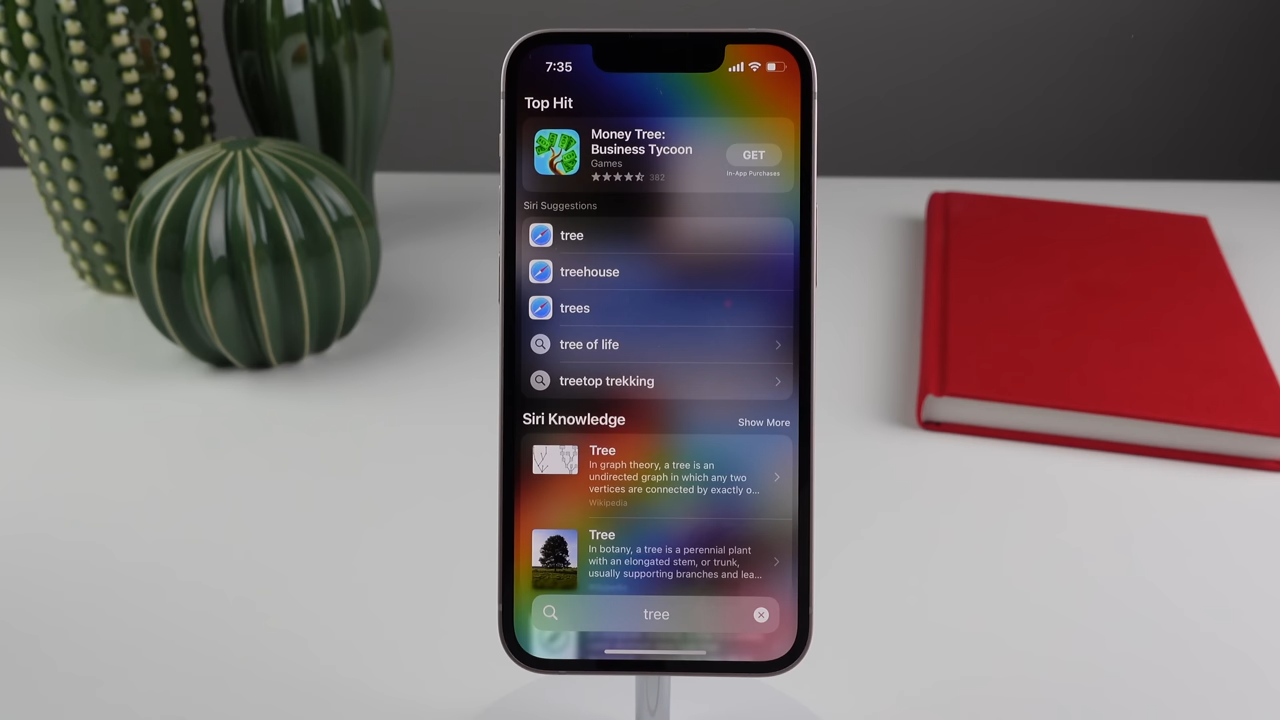 7:35
Top Hit
Money Tree:
Business Tycoon
Games
382
GET
In-App Purchases
Siri Suggestions
tree
treehouse
trees
tree of life
treetop trekking
Siri Knowledge
Show More
Tree
In graph theory, a tree is an
undirected graph in which any two
vertices are connected by exactly o...
Wikipedia
Tree
In botany, a tree is a perennial plant
with an elongated stem, or trunk,
usually supporting branches and lea...
tree